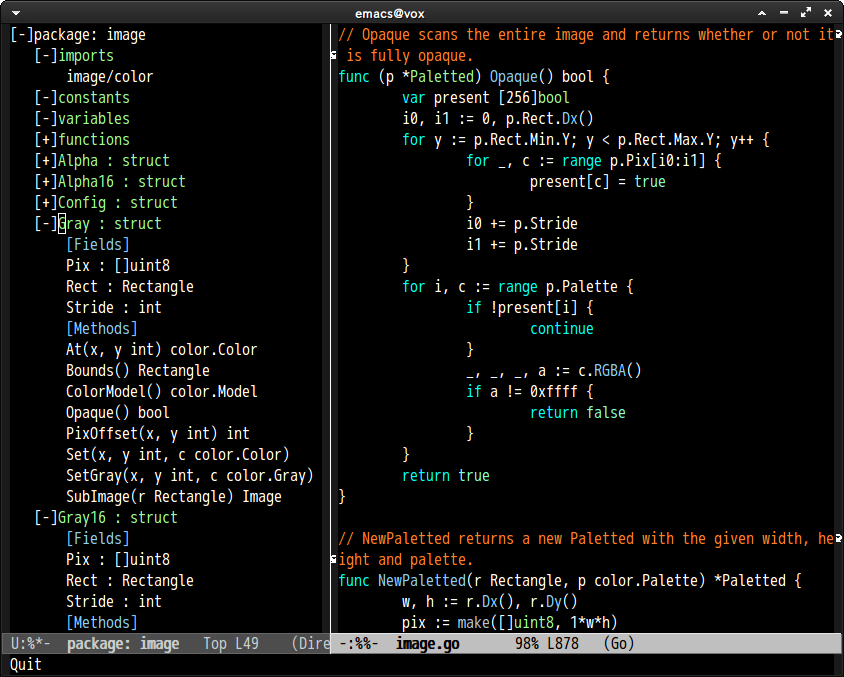 emacs@vox
[-]package: image
[-]imports
image/color
[-]constants
[-]variables
[+]functions
[+]Alpha : struct
[+]Alpha16 : struct
[+]Config : struct
[-]Gray : struct
[Fields]
Pix : []uint8
Rect : Rectangle
Stride : int
[Methods]
At(x, y int) color.Color
Bounds() Rectangle
ColorModel() color.Model
Opaque() bool
PixOffset(x, y int) int
Set(x, y int, c color.Color)
SetGray(x, y int, c color.Gray)
SubImage(r Rectangle) Image
[-]Gray16 : struct
[Fields]
Pix : []uint8
Rect : Rectangle
Stride : int
[Methods]
U:%*-  package: image   Top L49    (Dire
// Opaque scans the entire image and returns whether or not it
 is fully opaque.
func (p *Paletted) Opaque() bool {
        var present [256]bool
        i0, i1 := 0, p.Rect.Dx()
        for y := p.Rect.Min.Y; y < p.Rect.Max.Y; y++ {
                for _, c := range p.Pix[i0:i1] {
                        present[c] = true
                }
                i0 += p.Stride
                i1 += p.Stride
        }
        for i, c := range p.Palette {
                if !present[i] {
                        continue
                }
                _, _, _, a := c.RGBA()
                if a != 0xffff {
                        return false
                }
        }
        return true
}
// NewPaletted returns a new Paletted with the given width, he
ight and palette.
func NewPaletted(r Rectangle, p color.Palette) *Paletted {
        w, h := r.Dx(), r.Dy()
        pix := make([]uint8, 1*w*h)
-:%%-  image.go       98% L878   (Go)
Quit